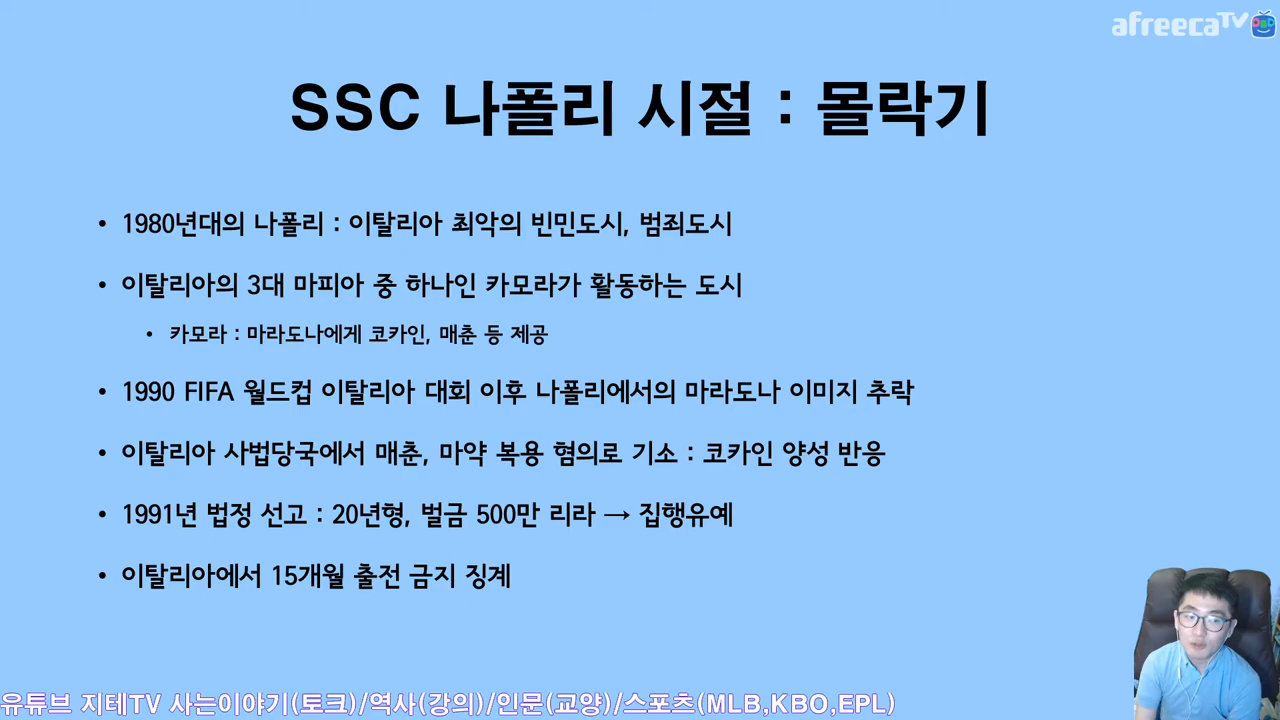 afreecaTV
SSC 나폴리 시절 : 몰락기
• 1980년대의 나폴리 : 이탈리아 최악의 빈민도시, 범죄도시
• 이탈리아의 3대 마피아 중 하나인 카모라가 활동하는 도시
• 카모라 : 마라도나에게 코카인, 매춘 등 제공
• 1990 FIFA 월드컵 이탈리아 대회 이후 나폴리에서의 마라도나 이미지 추락
• 이탈리아 사법당국에서 매춘, 마약 복용 혐의로 기소 : 코카인 양성 반응
• 1991년 법정 선고 : 20년형, 벌금 500만 리라 → 집행유예
• 이탈리아에서 15개월 출전 금지 징계
유튜브 지테TV 사는이야기(토크)/역사(강의)/인문(교양)/스포츠(MLB,KBO,EPL)